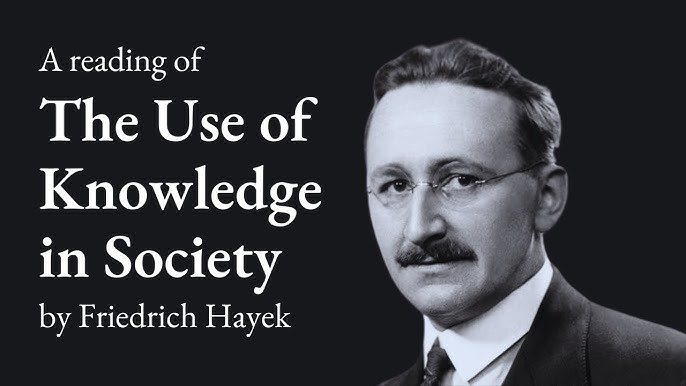 A reading of
The Use of
Knowledge
in Society
by Friedrich Hayek